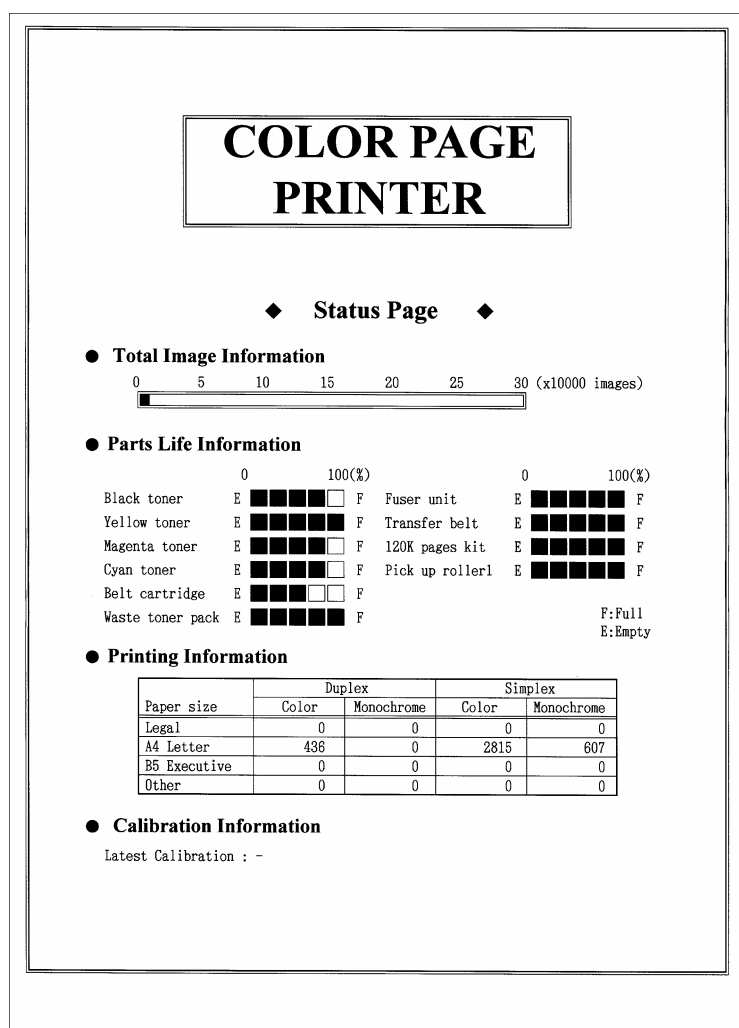 COLOR PAGE
PRINTER
◆ Status Page ◆
● Total Image Information
0 5 10 15 20 25 30 (x10000 images)
● Parts Life Information
0 100(%) 0 100(%)
Black toner E F Fuser unit E F
Yellow toner E F Transfer belt E F
Magenta toner E F 120K pages kit E F
Cyan toner E F Pick up roller1 E F
Belt cartridge E F
Waste toner pack E F
F:Full
E:Empty
● Printing Information
Duplex Simplex
Paper size Color Monochrome Color Monochrome
Legal 0 0 0 0
A4 Letter 436 0 2815 607
B5 Executive 0 0 0 0
Other 0 0 0 0
● Calibration Information
Latest Calibration : -